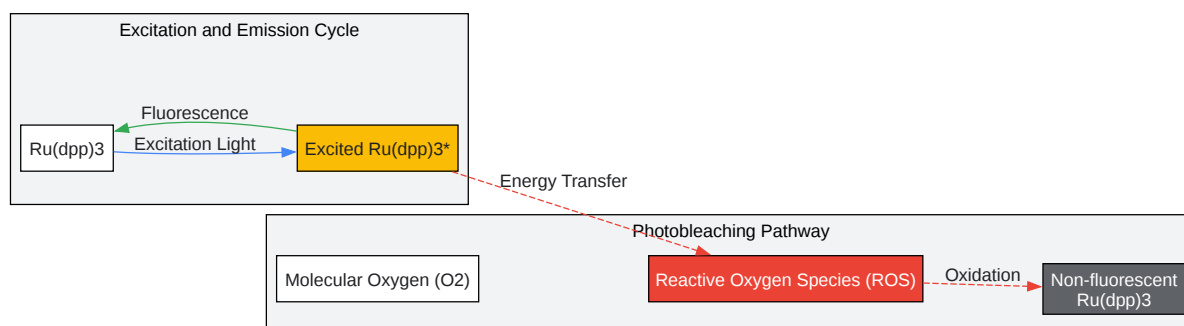 Excitation and Emission Cycle
Fluorescence
Ru(dpp)3
Excitation Light
Excited Ru(dpp)3*
Energy Transfer
Photobleaching Pathway
Molecular Oxygen (O2)
Reactive Oxygen Species (ROS)
Oxidation
Non-fluorescent
Ru(dpp)3